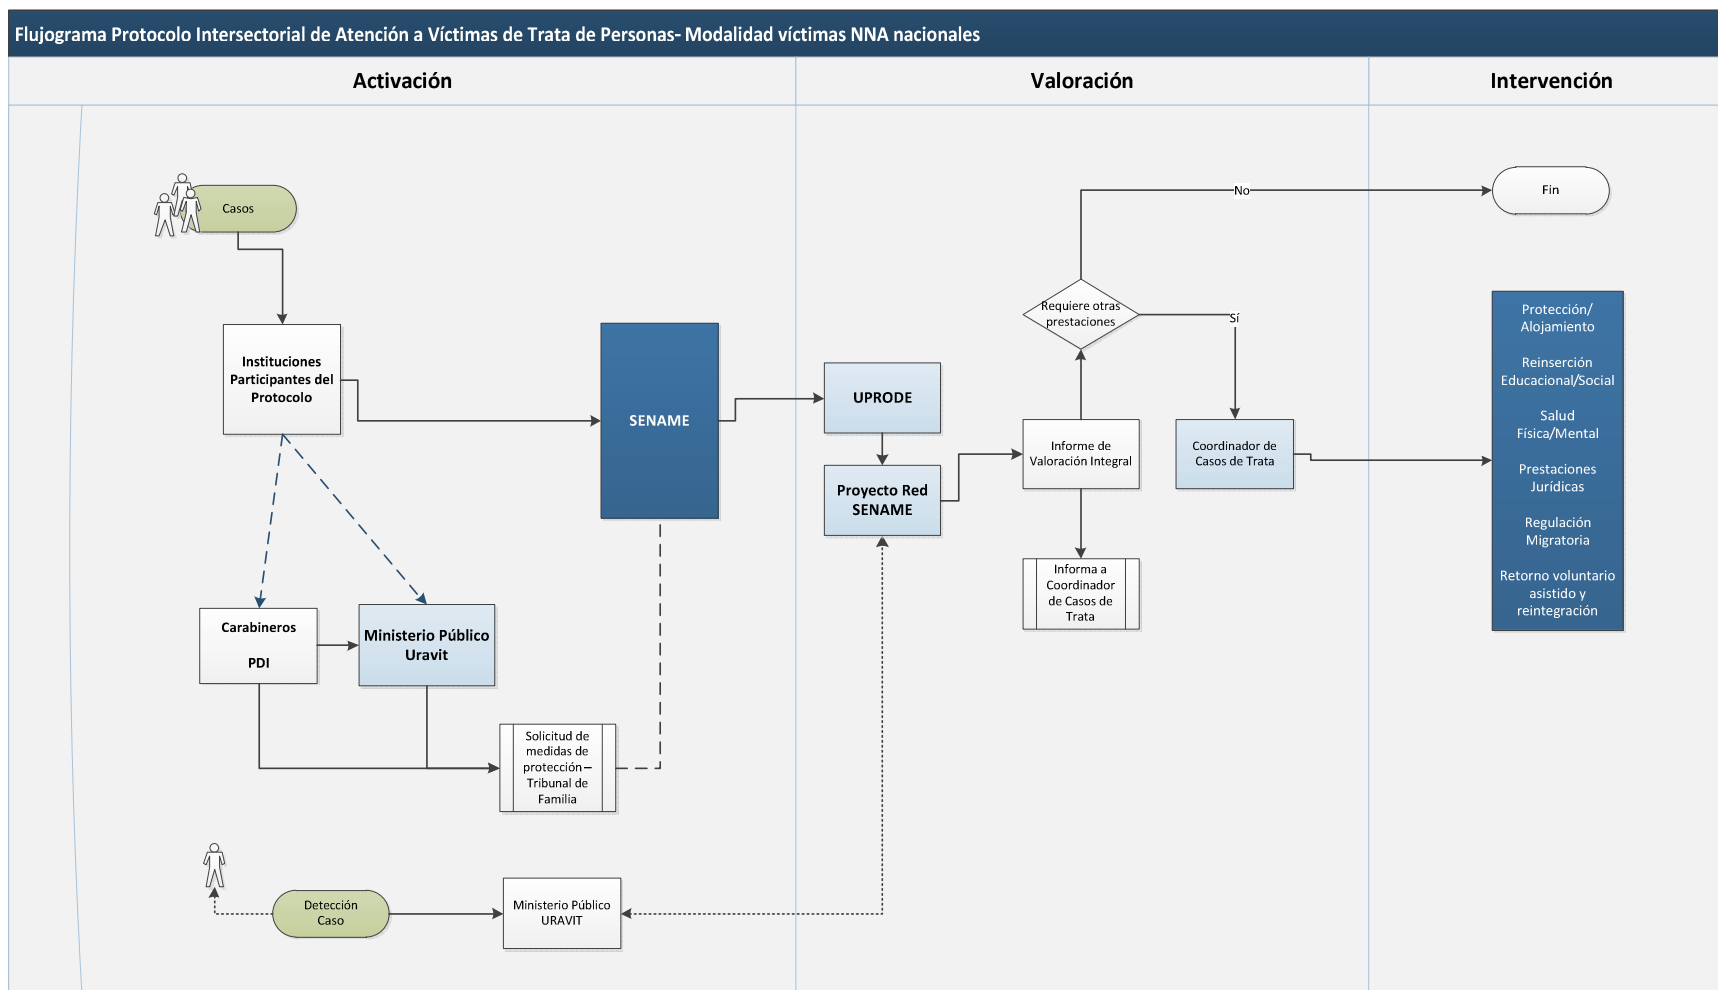 Flujograma Protocolo Intersectorial de Atención a Víctimas de Trata de Personas- Modalidad víctimas NNA nacionales
Activación
Valoración
Intervención
Casos
Instituciones
Participantes del
Protocolo
SENAME
Carabineros
PDI
Ministerio Público
Uravit
Solicitud de
medidas de
protección –
Tribunal de
Familia
Detección
Caso
Ministerio Público
URAVIT
UPRODE
Proyecto Red
SENAME
Informe de
Valoración Integral
Requiere otras
prestaciones
No
Sí
Informa a
Coordinador
de Casos de
Trata
Coordinador de
Casos de Trata
Fin
Protección/
Alojamiento
Reinserción
Educacional/Social
Salud
Física/Mental
Prestaciones
Jurídicas
Regulación
Migratoria
Retorno voluntario
asistido y
reintegración